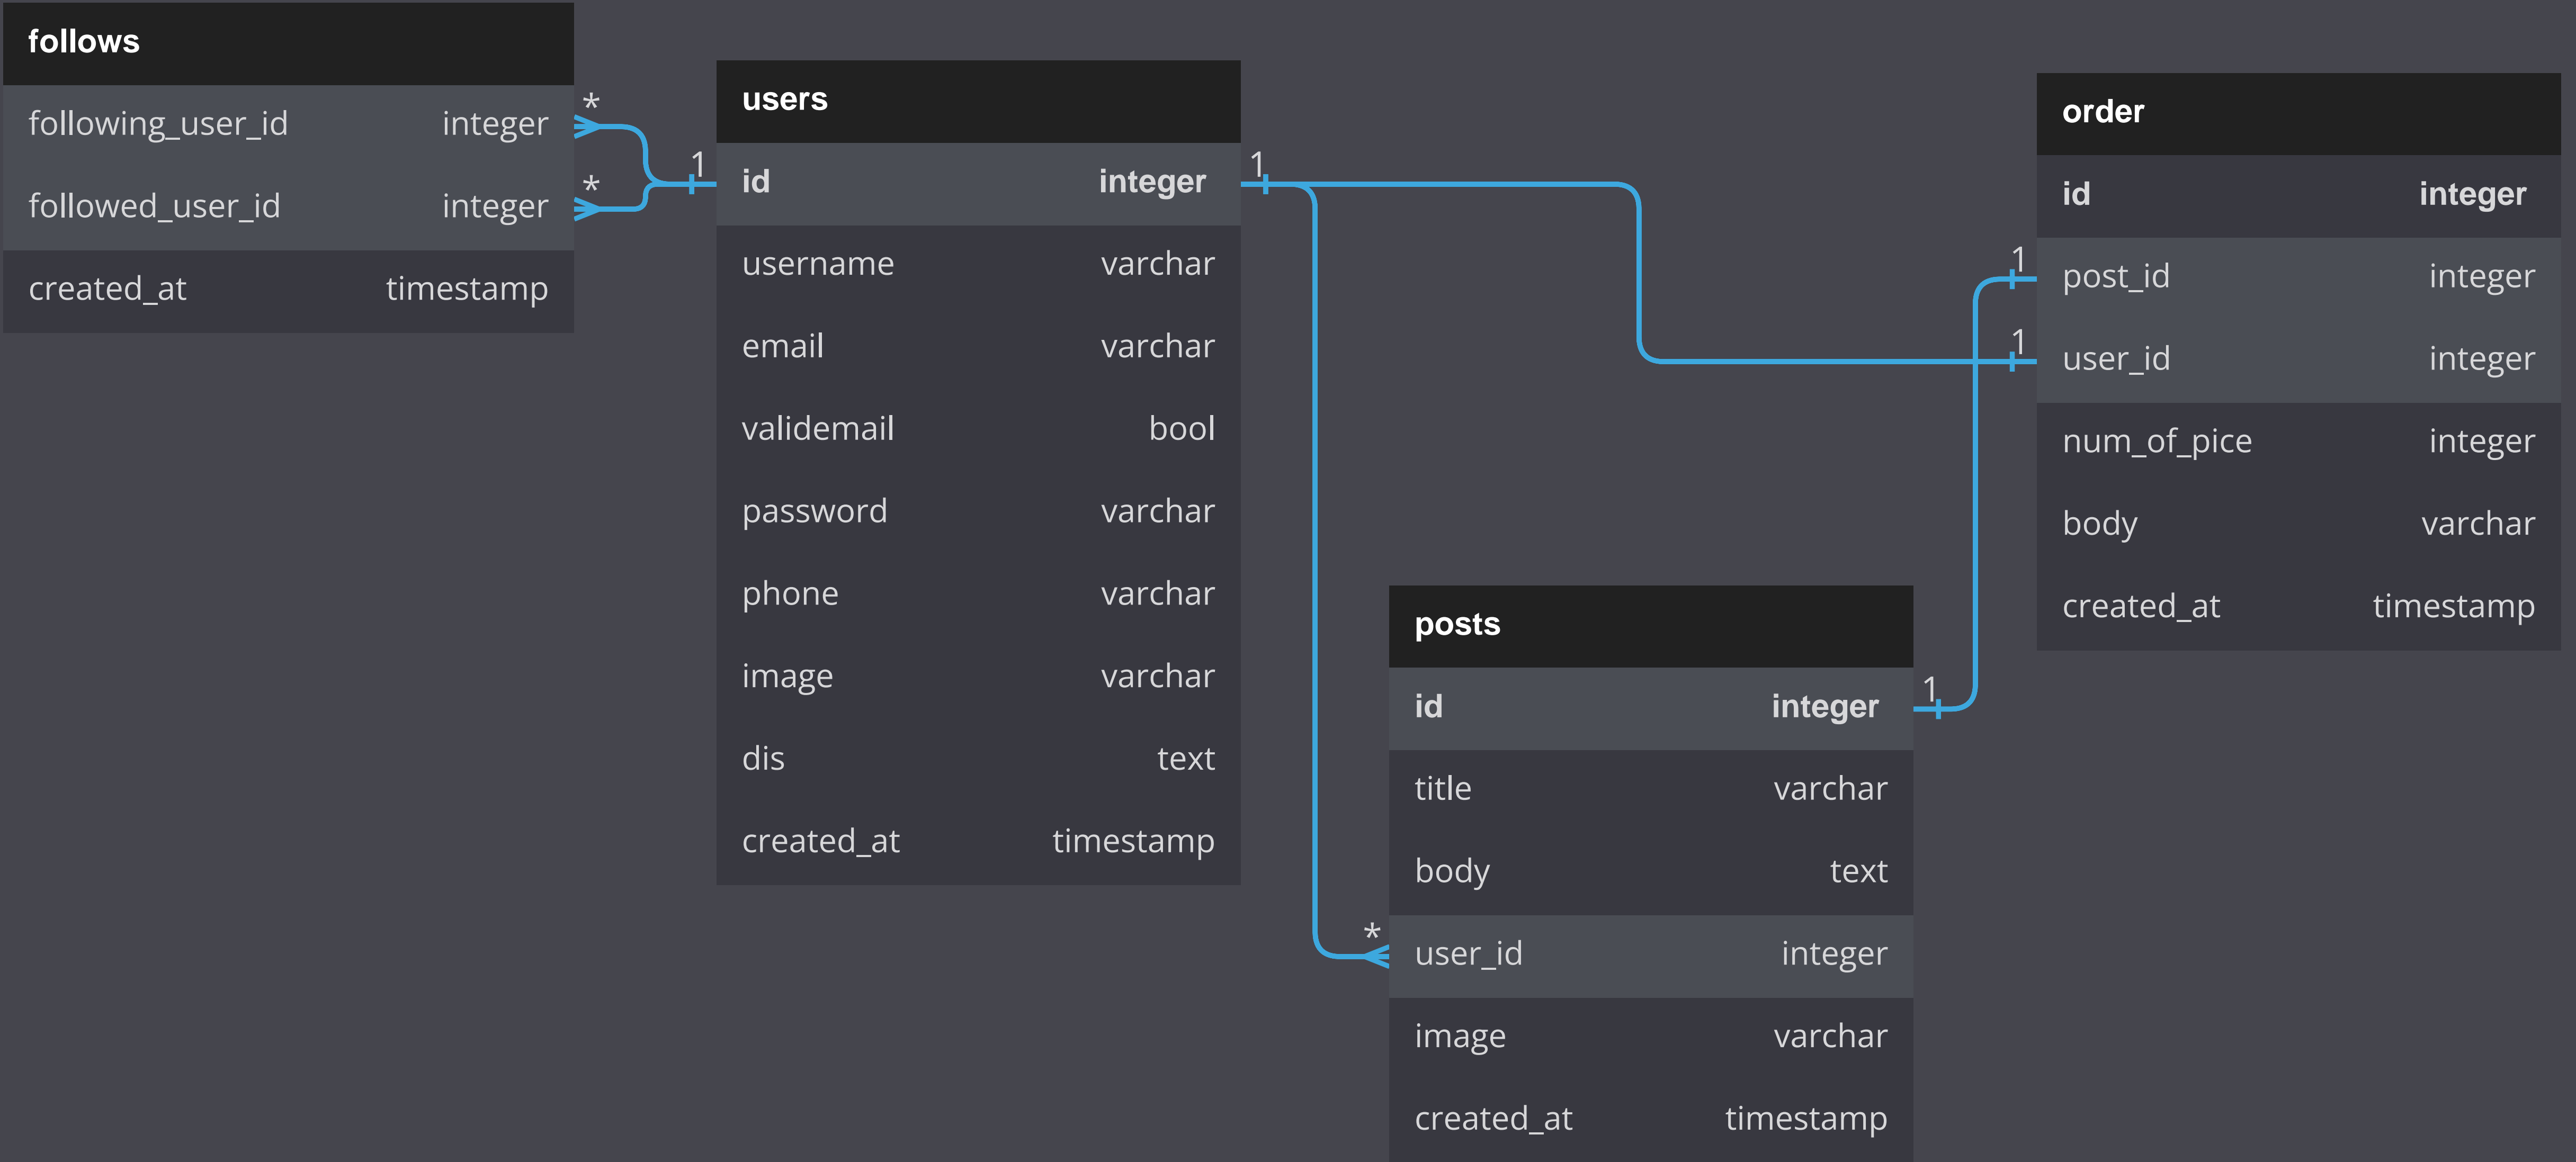 follows
following_user_id integer
followed_user_id integer
created_at timestamp
*
*
1
users
id integer
username varchar
email varchar
validemail bool
password varchar
phone varchar
image varchar
dis text
created_at timestamp
1
*
posts
id integer
title varchar
body text
user_id integer
image varchar
created_at timestamp
1
1
1
order
id integer
post_id integer
user_id integer
num_of_pice integer
body varchar
created_at timestamp